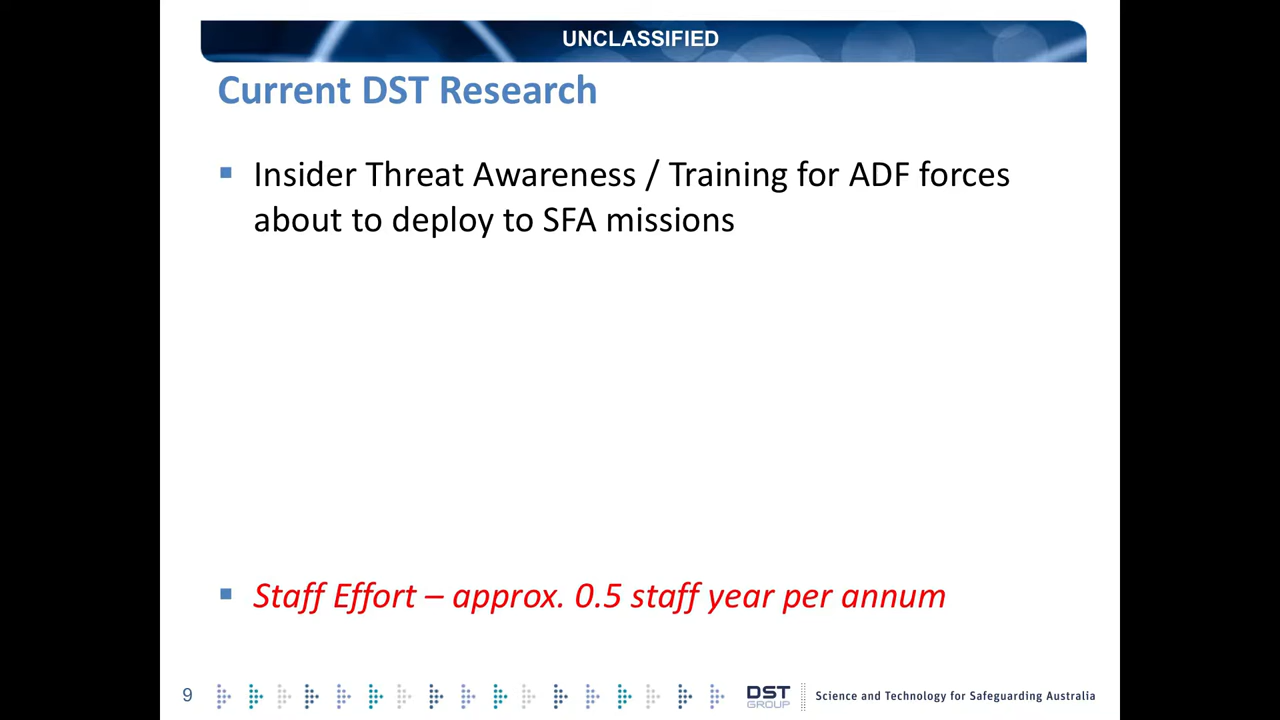 UNCLASSIFIED
Current DST Research
▪ Insider Threat Awareness / Training for ADF forces
about to deploy to SFA missions
▪ Staff Effort – approx. 0.5 staff year per annum
9
DST
GROUP
Science and Technology for Safeguarding Australia